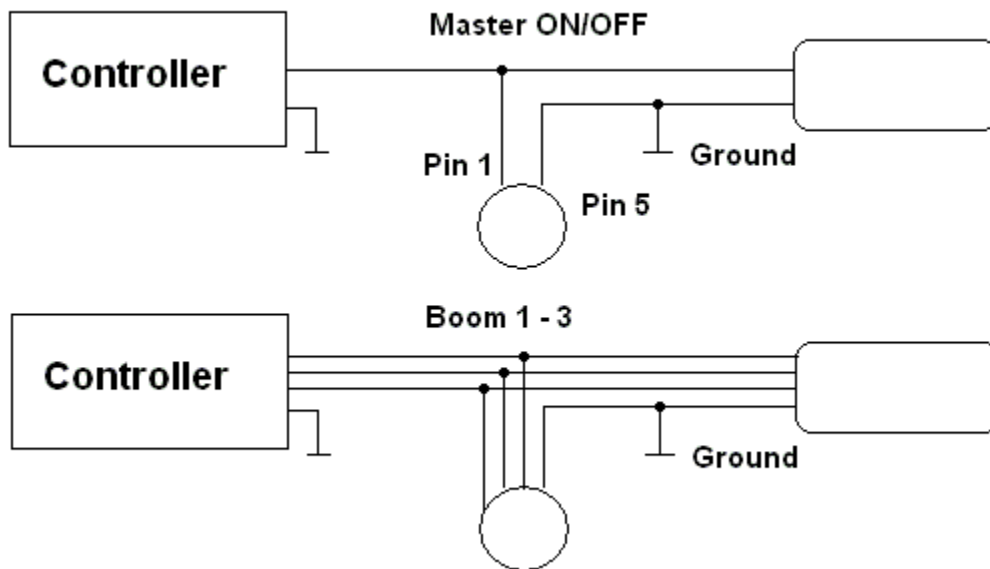 Master ON/OFF
Controller
Pin 1
Ground
Pin 5
Boom 1 - 3
Controller
Ground